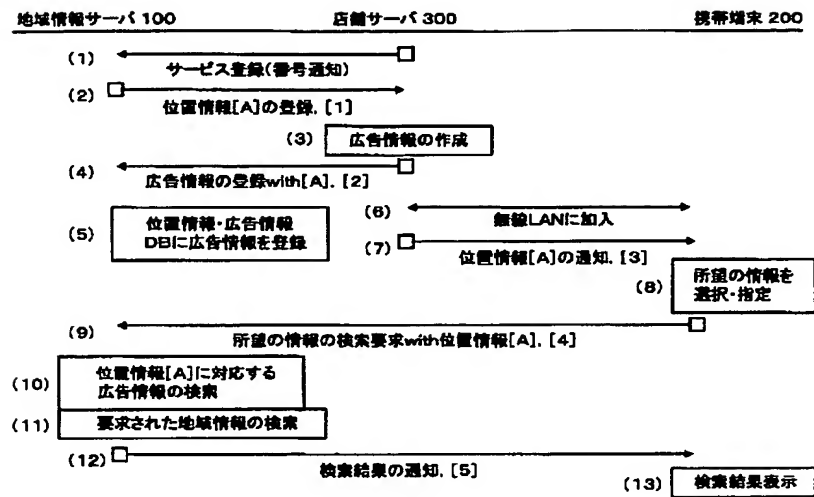 地域情報サーバ 100 店舗サーバ 300 携帯端末 200
(1) サービス登録(番号通知)
(2) 位置情報[A]の登録, [1]
(3) 広告情報の作成
(4) 広告情報の登録with[A], [2]
(5) 位置情報・広告情報
DBに広告情報を登録
(6) 無線LANに加入
(7) 位置情報[A]の通知, [3]
(8) 所望の情報を
選択・指定
(9) 所望の情報の検索要求with位置情報[A], [4]
(10) 位置情報[A]に対応する
広告情報の検索
(11) 要求された地域情報の検索
(12) 検索結果の通知, [5]
(13) 検索結果表示